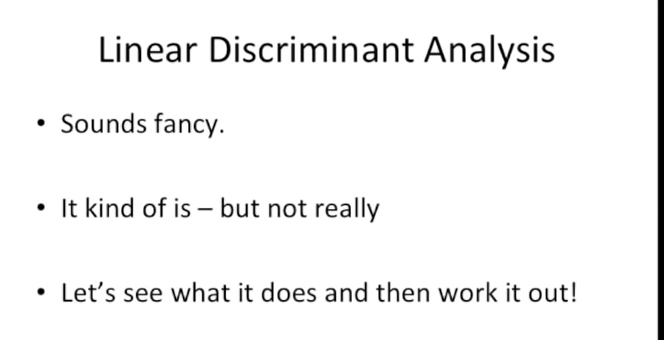 Linear Discriminant Analysis
• Sounds fancy.
• It kind of is – but not really
• Let’s see what it does and then work it out!